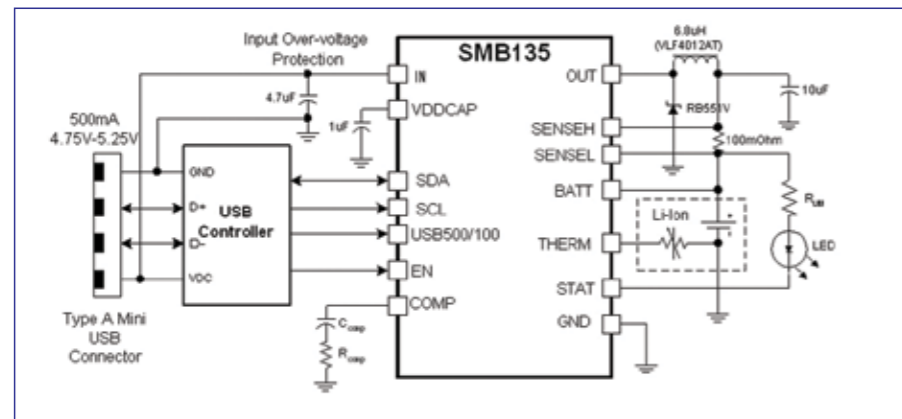 Input Over-voltage
Protection
SMB135
6.8uH
(VLF4012AT)
IN
OUT
4.7uF
10uF
VDDCAP
RB551V
500mA
4.75V-5.25V
1uF
SENSEH
100mOhm
SENSEL
GND
SDA
BATT
D+
USB
Controller
SCL
Li-Ion
+
D-
USB500/100
THERM
LED
VDC
EN
STAT
Type A Mini
USB
Connector
COMP
GND
Ccomp
Rcomp